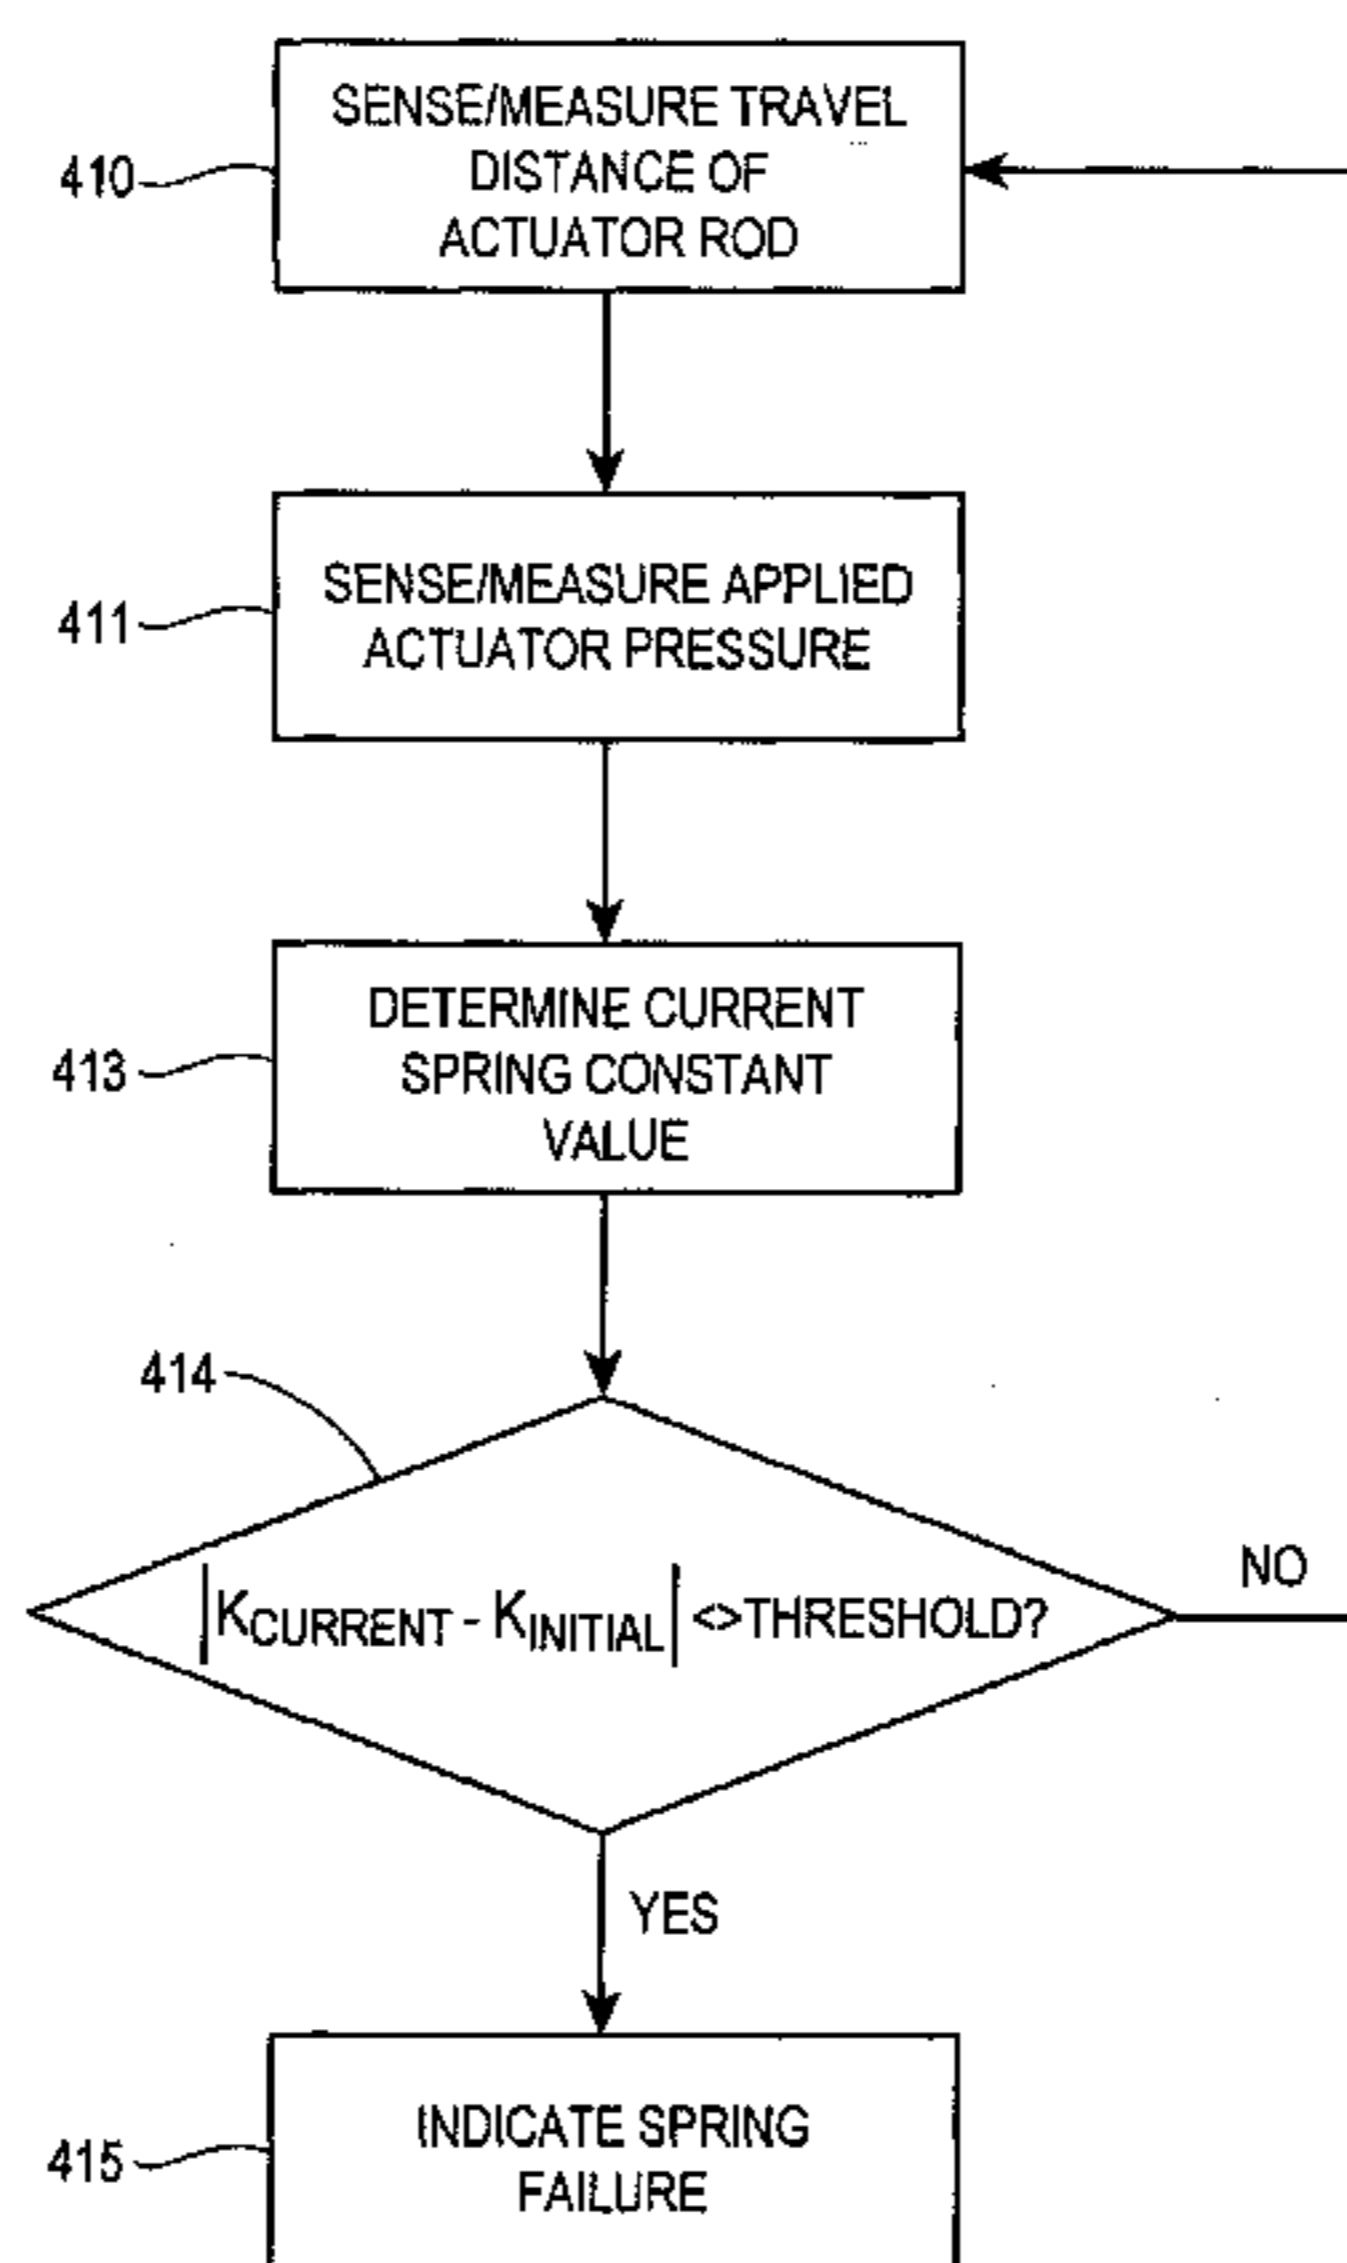 SENSE/MEASURE TRAVEL
DISTANCE OF
ACTUATOR ROD
410
SENSE/MEASURE APPLIED
ACTUATOR PRESSURE
411
DETERMINE CURRENT
SPRING CONSTANT
VALUE
413
414
|KCURRENT - KINITIAL| <>THRESHOLD?
NO
YES
INDICATE SPRING
FAILURE
415